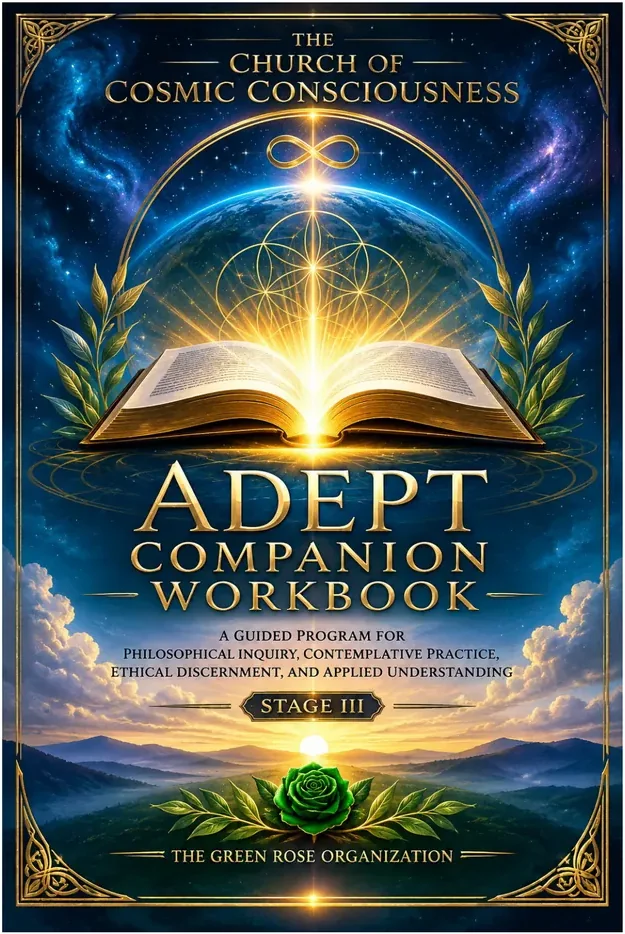 THE
CHURCH OF
COSMIC CONSCIOUSNESS
ADEPT
COMPANION
WORKBOOK
A GUIDED PROGRAM FOR
PHILOSOPHICAL INQUIRY, CONTEMPLATIVE PRACTICE,
ETHICAL DISCERNMENT, AND APPLIED UNDERSTANDING
STAGE III
THE GREEN ROSE ORGANIZATION